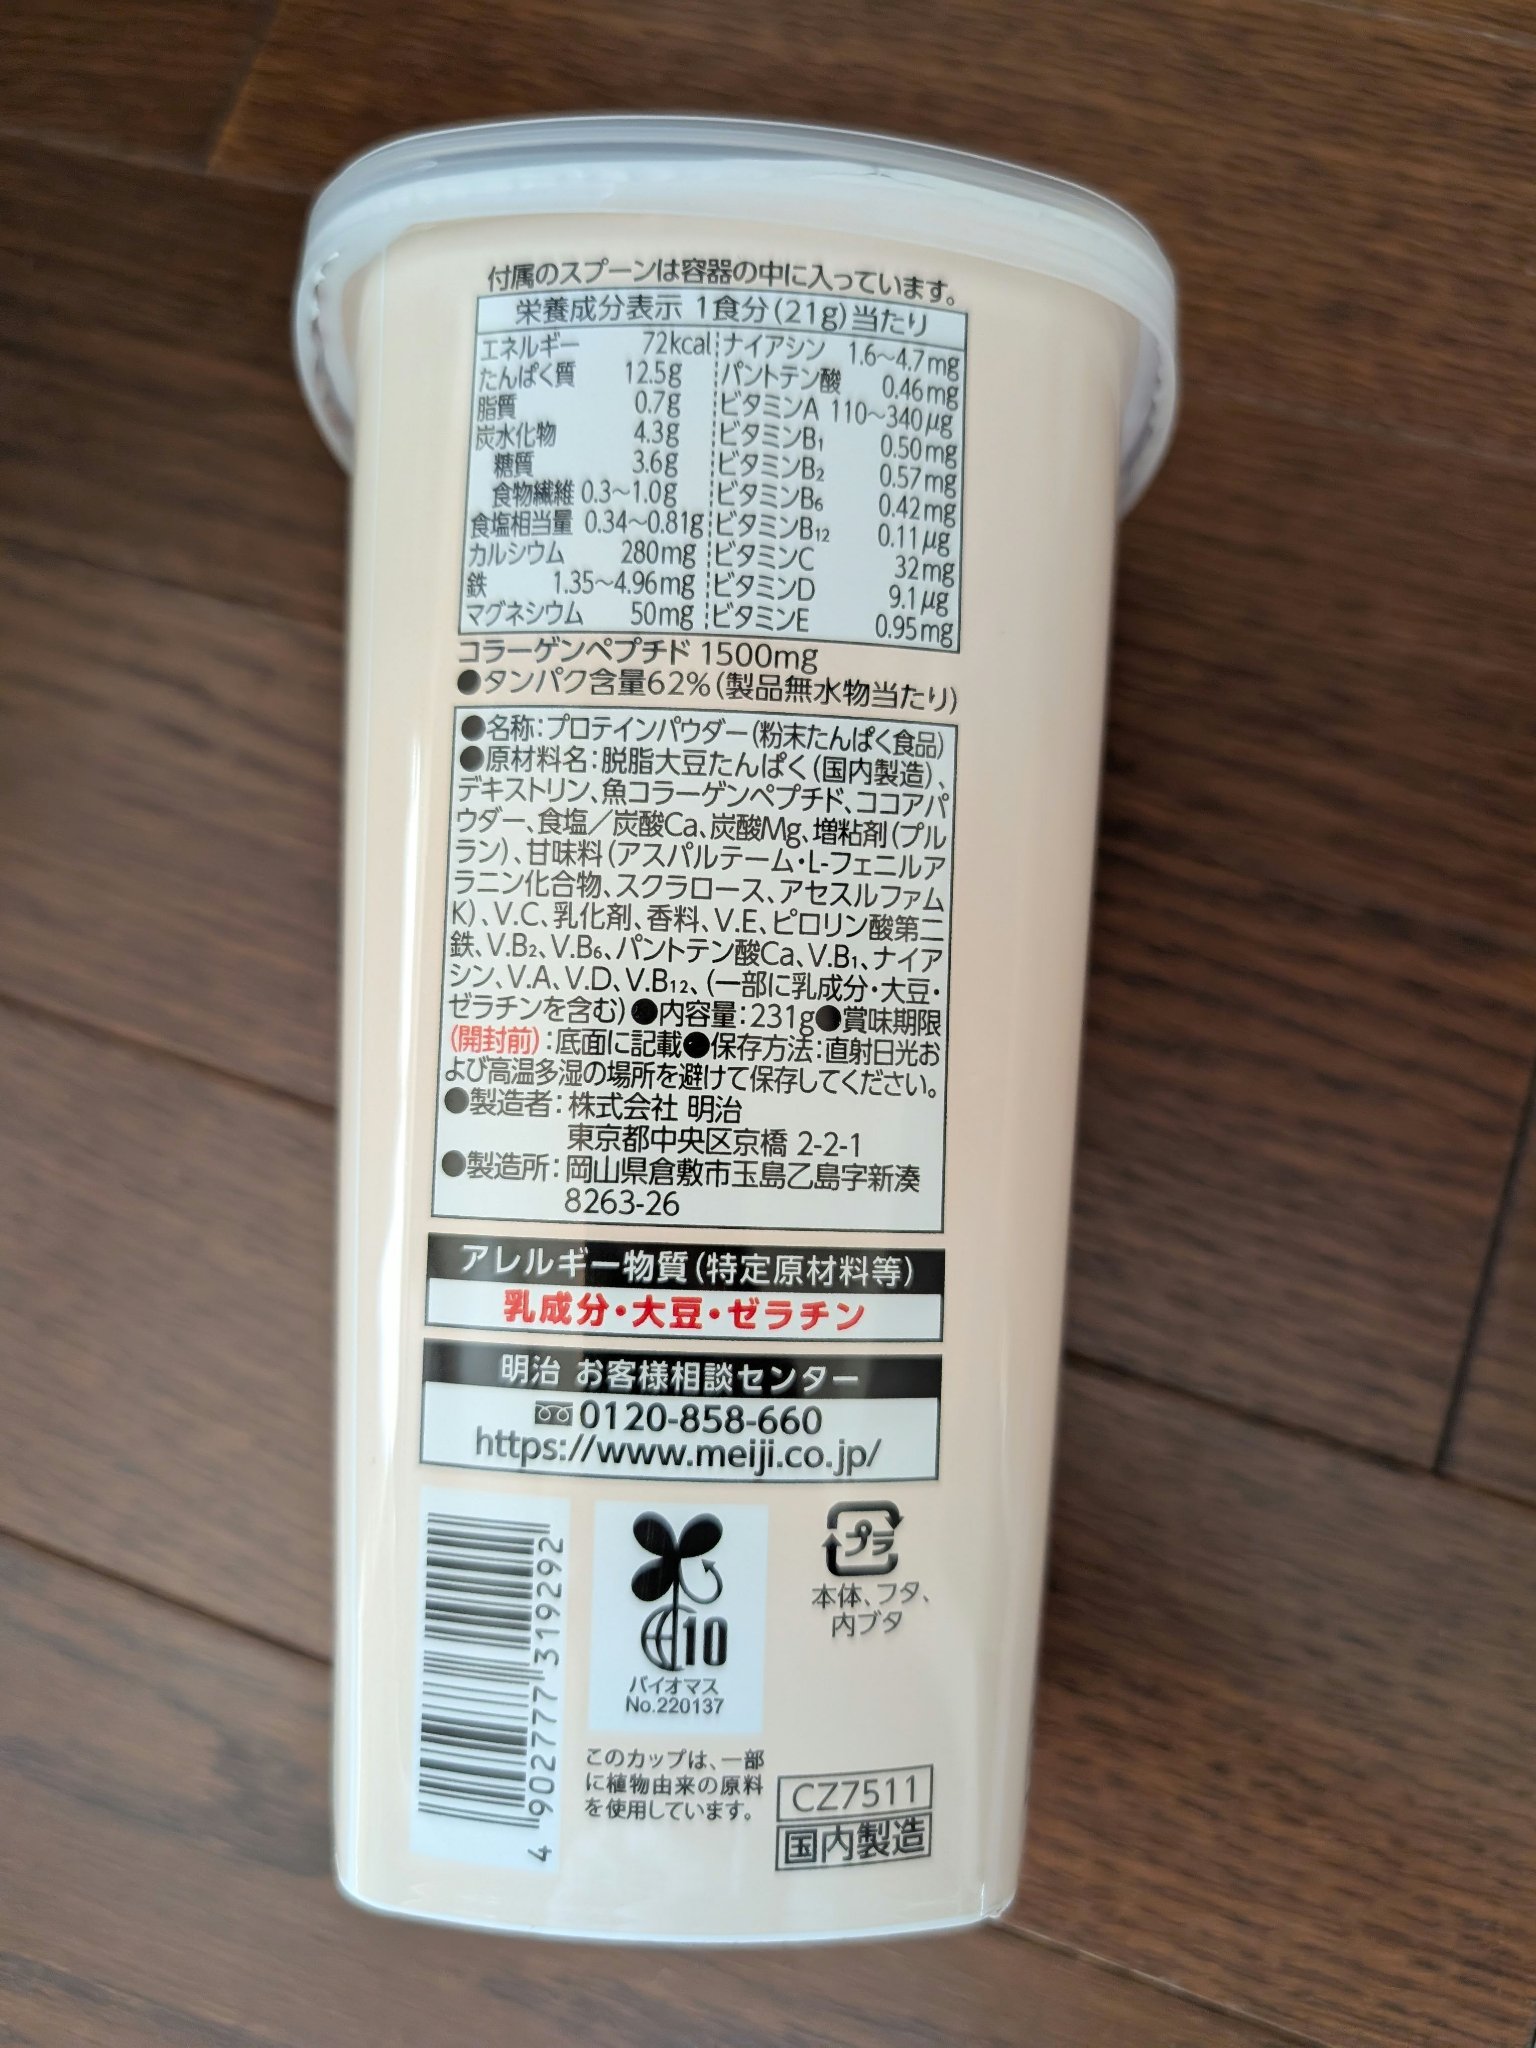 付属のスプーンは容器の中に入っています。
栄養成分表示 1食分(21g)当たり
エネルギー 72kcal
たんぱく質 12.5g
脂質 0.7g
炭水化物 4.3g
糖質 3.6g
食物繊維 0.3～1.0g
食塩相当量 0.34～0.81g
カルシウム 280mg
鉄 1.35～4.96mg
マグネシウム 50mg
ナイアシン 1.6～4.7mg
パントテン酸 0.46mg
ビタミンA 110～340μg
ビタミンB1 0.50mg
ビタミンB2 0.57mg
ビタミンB6 0.42mg
ビタミンB12 0.11μg
ビタミンC 32mg
ビタミンD 9.1μg
ビタミンE 0.95mg
コラーゲンペプチド 1500mg
●タンパク含量62%(製品無水物当たり)
●名称:プロテインパウダー(粉末たんぱく食品)
●原材料名:脱脂大豆たんぱく(国内製造)、
デキストリン、魚コラーゲンペプチド、ココアパ
ウダー、食塩／炭酸Ca、炭酸Mg、増粘剤(プル
ラン)、甘味料(アスパルテーム・L-フェニルア
ラニン化合物、スクラロース、アセスルファム
K)、V.C、乳化剤、香料、V.E、ピロリン酸第二
鉄、V.B2、V.B6、パントテン酸Ca、V.B1、ナイア
シン、V.A、V.D、V.B12、(一部に乳成分・大豆・
ゼラチンを含む)●内容量:231g●賞味期限
(開封前):底面に記載●保存方法:直射日光お
よび高温多湿の場所を避けて保存してください。
●製造者:株式会社 明治
東京都中央区京橋 2-2-1
●製造所:岡山県倉敷市玉島乙島字新湊
8263-26
アレルギー物質(特定原材料等)
乳成分・大豆・ゼラチン
明治 お客様相談センター
0120-858-660
https://www.meiji.co.jp/
4 902777 319292
10
バイオマス
No.220137
このカップは、一部
に植物由来の原料
を使用しています。
プラ
本体、フタ、
内ブタ
CZ7511
国内製造